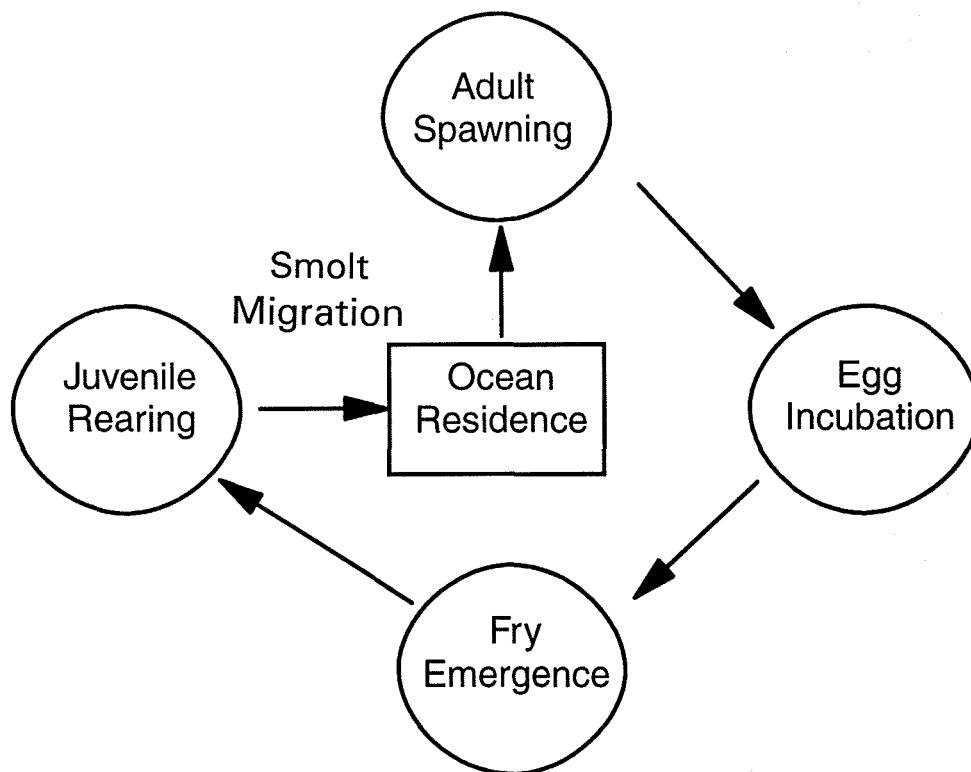 Adult
Spawning
Smolt
Migration
Juvenile
Rearing
Ocean
Residence
Egg
Incubation
Fry
Emergence